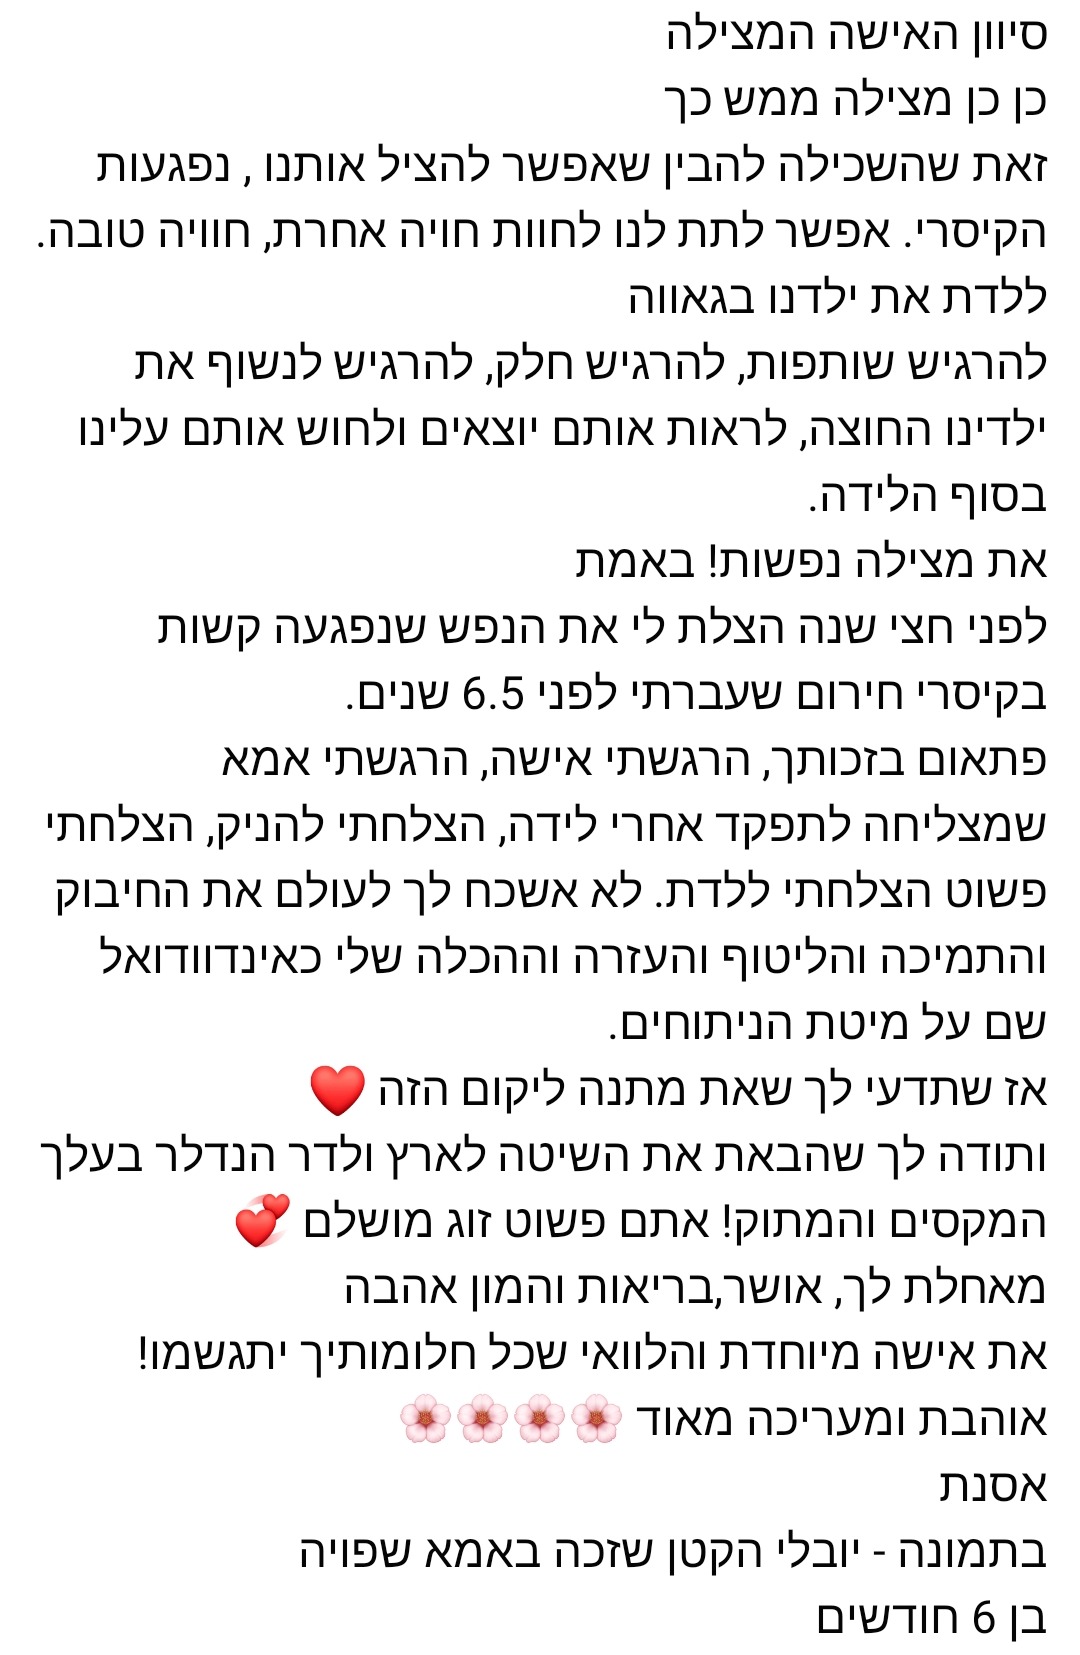 סיוון האישה המצילה
כן כן מצילה ממש כך
זאת שהשכילה להבין שאפשר להציל אותנו , נפגעות
הקיסרי. אפשר לתת לנו לחוות חויה אחרת, חוויה טובה.
ללדת את ילדנו בגאווה
להרגיש שותפות, להרגיש חלק, להרגיש לנשוף את
ילדינו החוצה, לראות אותם יוצאים ולחוש אותם עלינו
בסוף הלידה.
את מצילה נפשות! באמת
לפני חצי שנה הצלת לי את הנפש שנפגעה קשות
בקיסרי חירום שעברתי לפני 6.5 שנים.
פתאום בזכותך, הרגשתי אישה, הרגשתי אמא
שמצליחה לתפקד אחרי לידה, הצלחתי להניק, הצלחתי
פשוט הצלחתי ללדת. לא אשכח לך לעולם את החיבוק
והתמיכה והליטוף והעזרה וההכלה שלי כאינדוודואל
שם על מיטת הניתוחים.
אז שתדעי לך שאת מתנה ליקום הזה ❤️
ותודה לך שהבאת את השיטה לארץ ולדר הנדלר בעלך
המקסים והמתוק! אתם פשוט זוג מושלם 💞
מאחלת לך, אושר,בריאות והמון אהבה
את אישה מיוחדת והלוואי שכל חלומותיך יתגשמו!
אוהבת ומעריכה מאוד 🌸🌸🌸🌸
אסנת
בתמונה - יובלי הקטן שזכה באמא שפויה
בן 6 חודשים